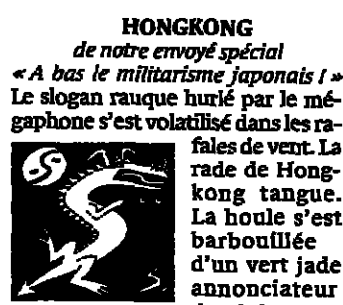 HONGKONG
de notre envoyé spécial
« A bas le militarisme japonais ! »
Le slogan rauque hurlé par le mé-
gaphone s'est volatilisé dans les ra-
fales de vent. La
rade de Hong-
kong tangue.
La houle s'est
barbouillée
d'un vert jade
annonciateur